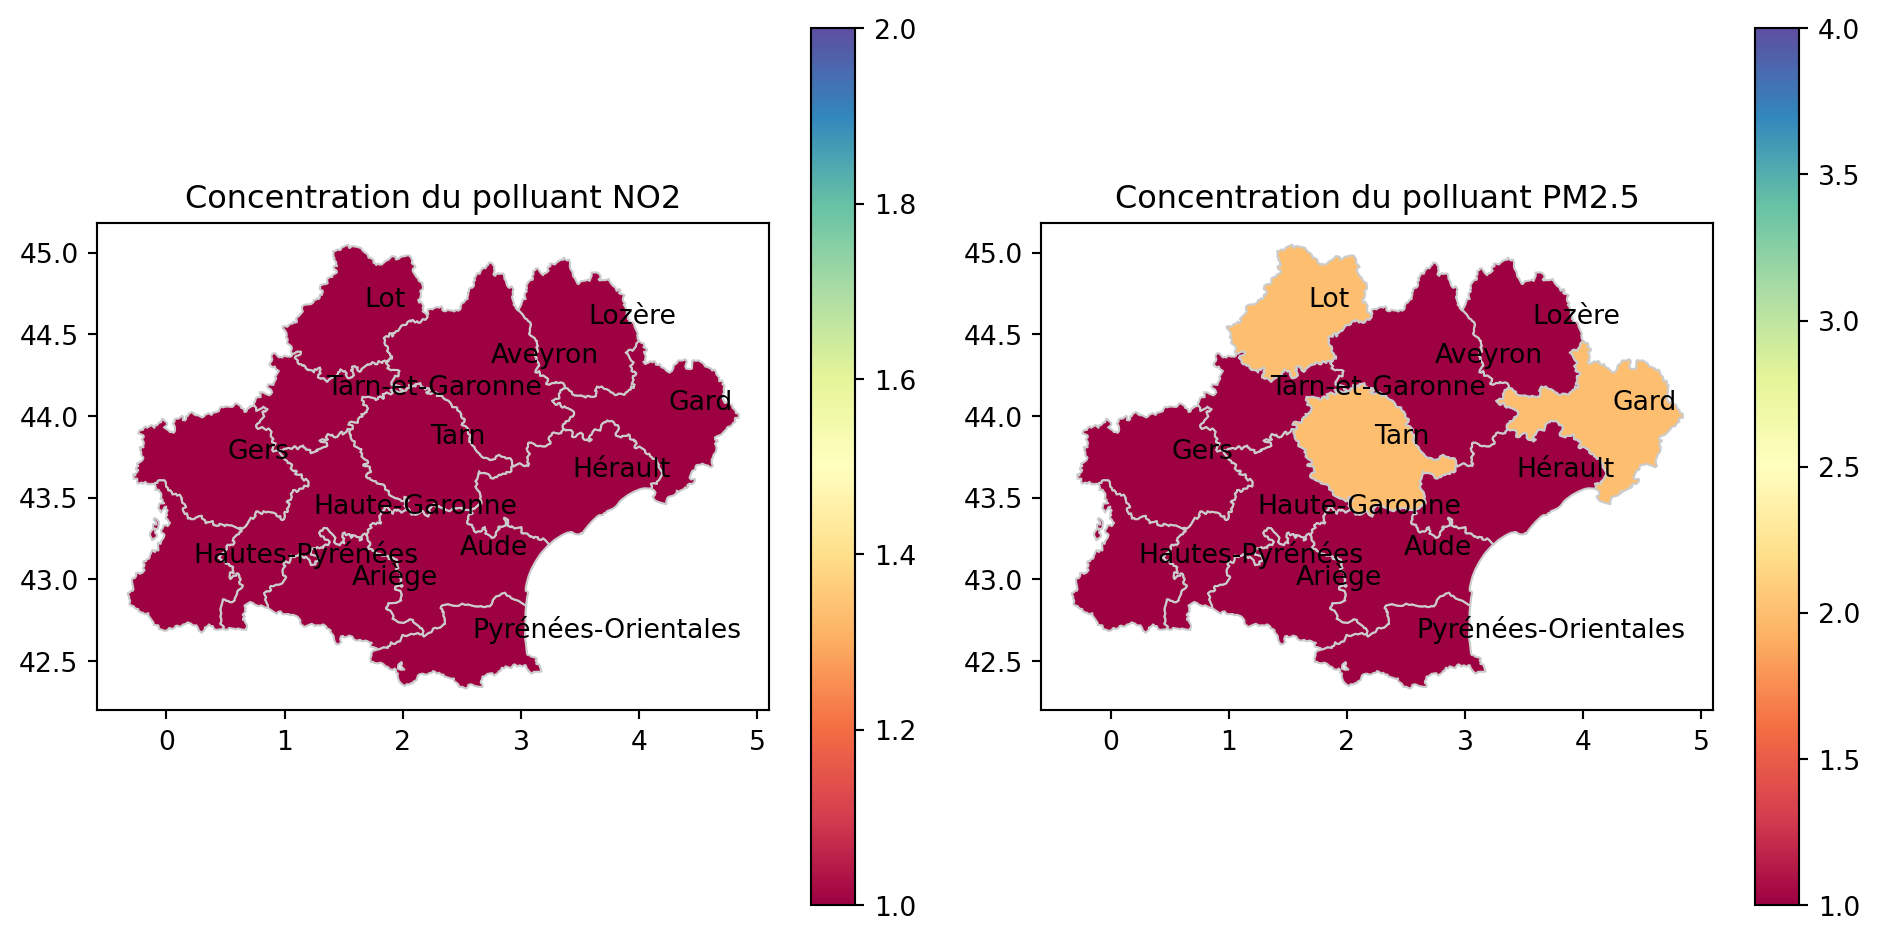 Concentration du polluant NO2
45.0
44.5
44.0
43.5
43.0
42.5
0 1 2 3 4 5
Lot
Lozère
Aveyron
Tarn-et-Garonne
Gard
Tarn
Gers
Hérault
Haute-Garonne
Aude
Hautes-Pyrénées
Ariège
Pyrénées-Orientales
2.0
1.8
1.6
1.4
1.2
1.0
Concentration du polluant PM2.5
45.0
44.5
44.0
43.5
43.0
42.5
0 1 2 3 4 5
Lot
Lozère
Aveyron
Tarn-et-Garonne
Gard
Tarn
Gers
Hérault
Haute-Garonne
Aude
Hautes-Pyrénées
Ariège
Pyrénées-Orientales
4.0
3.5
3.0
2.5
2.0
1.5
1.0